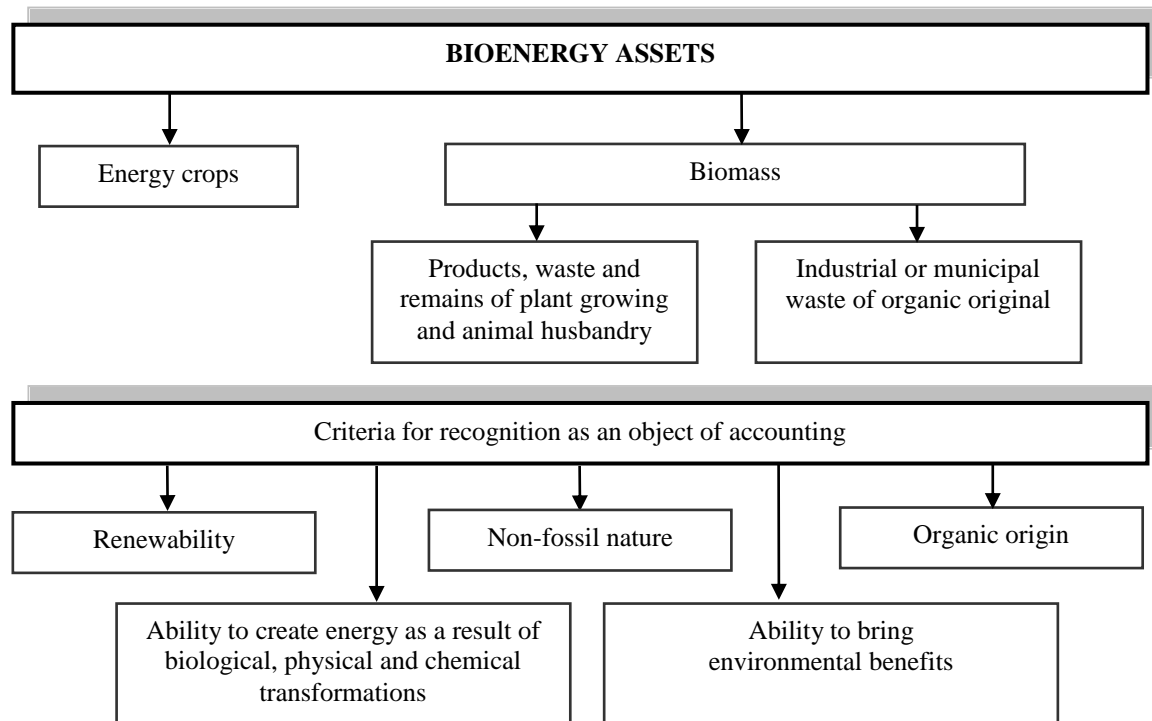 BIOENERGY ASSETS
Energy crops
Biomass
Products, waste and
remains of plant growing
and animal husbandry
Industrial or municipal
waste of organic original
Criteria for recognition as an object of accounting
Renewability
Non-fossil nature
Organic origin
Ability to create energy as a result of
biological, physical and chemical
transformations
Ability to bring
environmental benefits